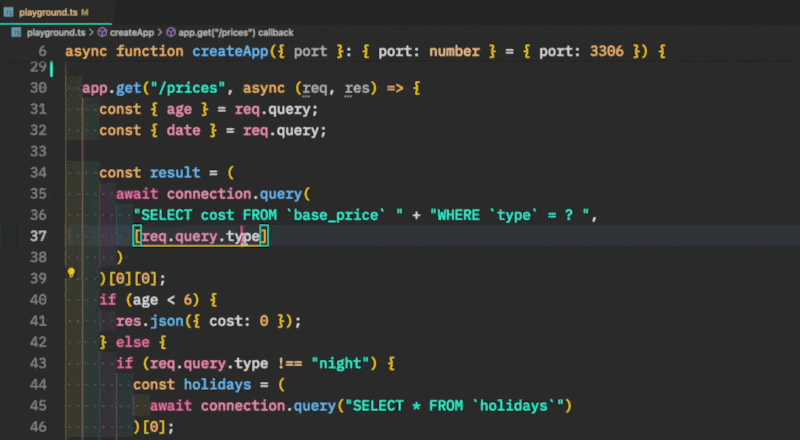 playground.ts M
playground.ts > createApp > app.get("/prices") callback
6 async function createApp({ port }: { port: number } = { port: 3306 }) {
29
30 app.get("/prices", async (req, res) => {
31 const { age } = req.query;
32 const { date } = req.query;
33
34 const result = (
35 await connection.query(
36 "SELECT cost FROM `base_price` " + "WHERE `type` = ? ",
37 [req.query.type]
38 )
39 )[0][0];
40 if (age < 6) {
41 res.json({ cost: 0 });
42 } else {
43 if (req.query.type !== "night") {
44 const holidays = (
45 await connection.query("SELECT * FROM `holidays`")
46 )[0];